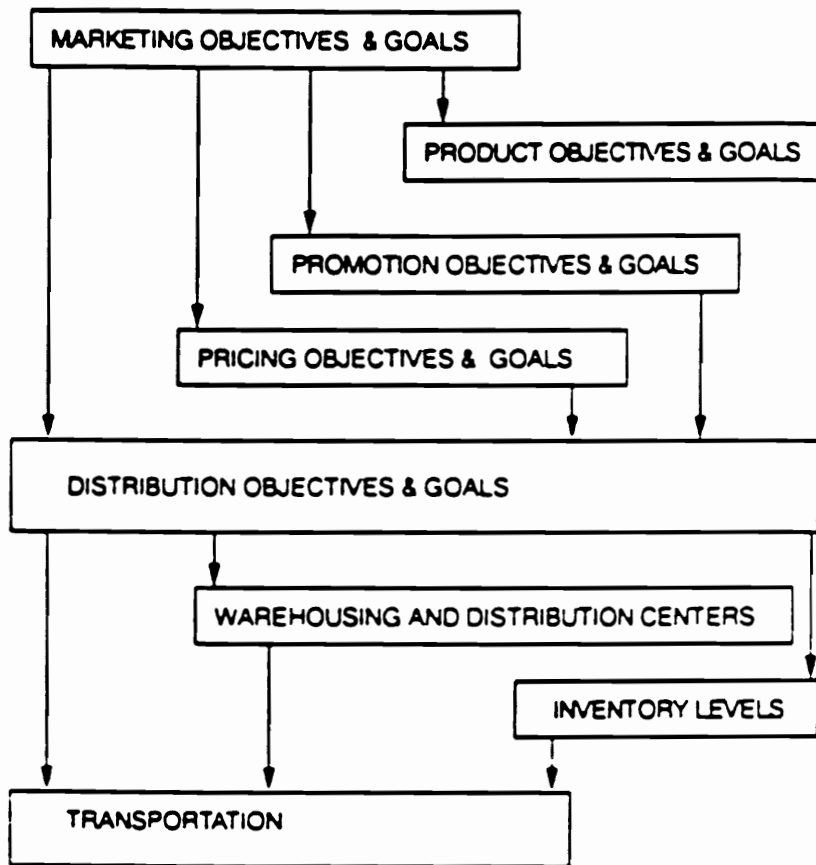 MARKETING OBJECTIVES & GOALS
PRODUCT OBJECTIVES & GOALS
PROMOTION OBJECTIVES & GOALS
PRICING OBJECTIVES & GOALS
DISTRIBUTION OBJECTIVES & GOALS
WAREHOUSING AND DISTRIBUTION CENTERS
INVENTORY LEVELS
TRANSPORTATION